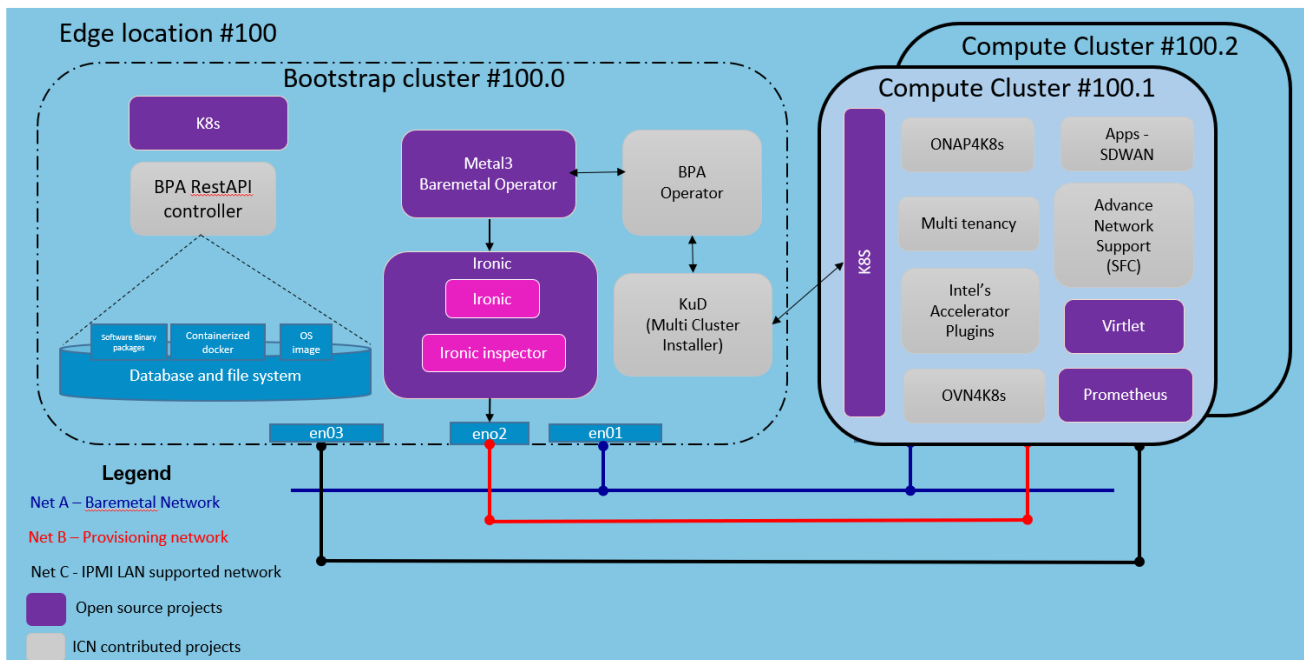 Edge location #100
Bootstrap cluster #100.0
K8s
BPA RestAPI
controller
Software Binary
packages
Containerized
docker
OS
image
Database and file system
Metal3
Baremetal Operator
BPA
Operator
Ironic
Ironic
Ironic inspector
KuD
(Multi Cluster
Installer)
en03
eno2
en01
Compute Cluster #100.2
Compute Cluster #100.1
K8S
ONAP4K8s
Apps -
SDWAN
Multi tenancy
Advance
Network
Support
(SFC)
Intel’s
Accelerator
Plugins
Virtlet
OVN4K8s
Prometheus
Legend
Net A – Baremetal Network
Net B – Provisioning network
Net C - IPMI LAN supported network
Open source projects
ICN contributed projects